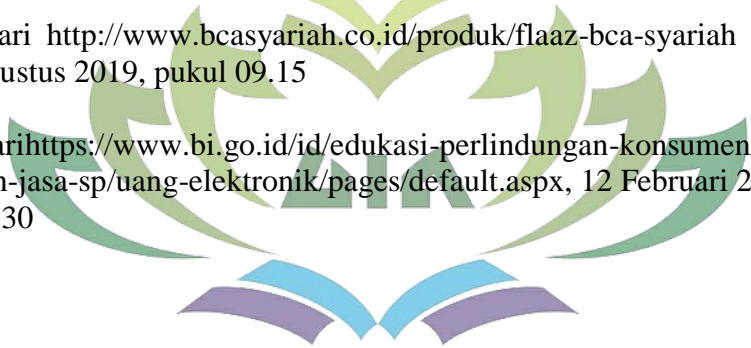 ari http://www.bcasyariah.co.id/produk/flaaz-bca-syariah
ustus 2019, pukul 09.15
arihttps://www.bi.go.id/id/edukasi-perlindungan-konsumen
n-jasa-sp/uang-elektronik/pages/default.aspx, 12 Februari 2
30